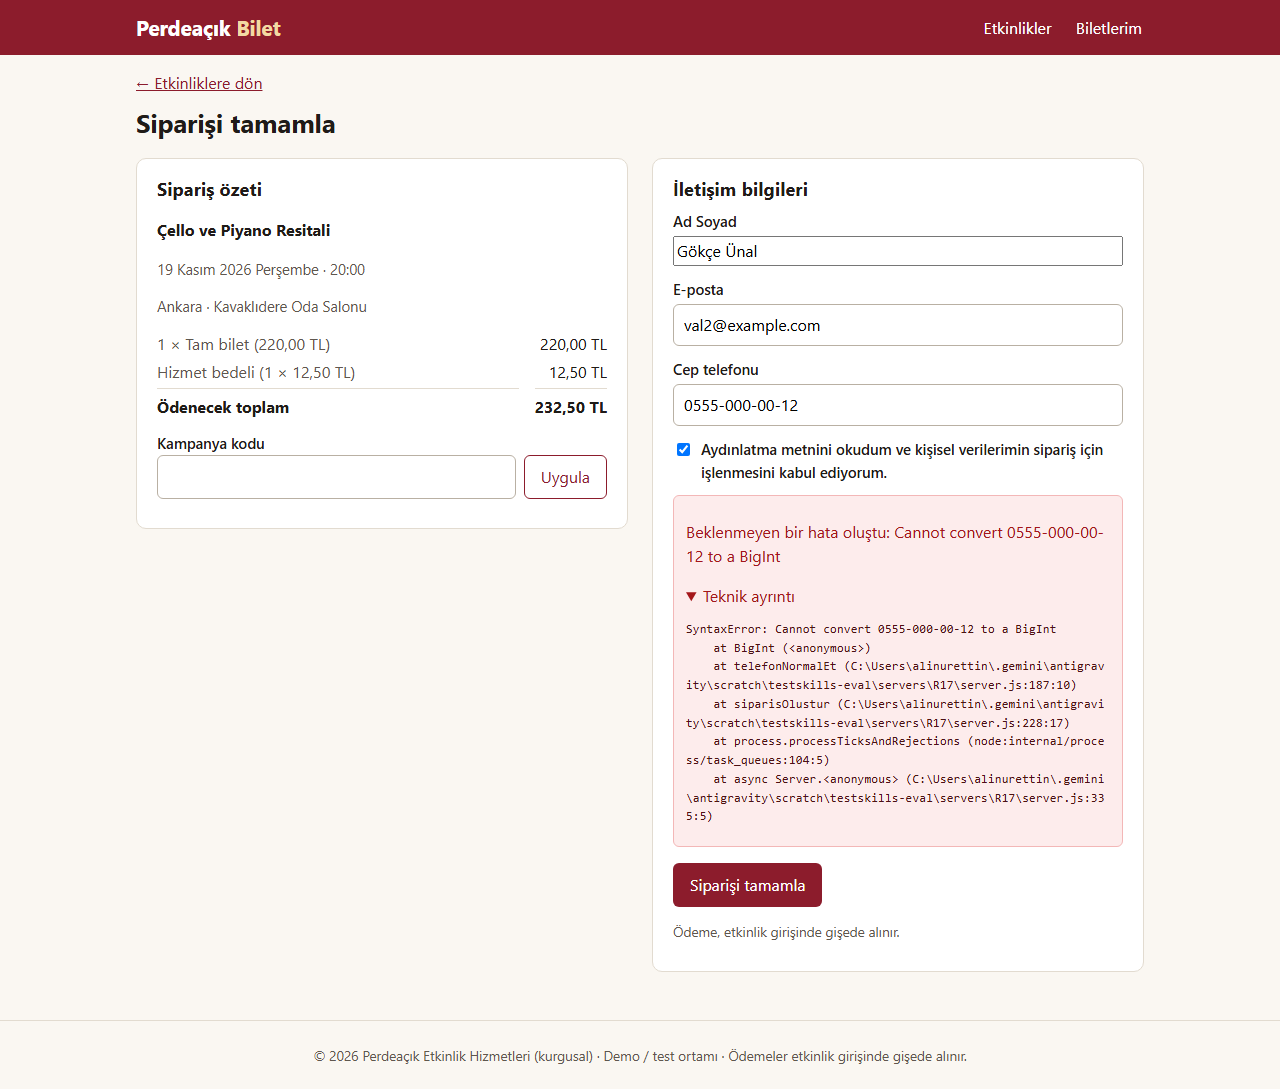 Perdeaçık Bilet
Etkinlikler
Biletlerim
← Etkinliklere dön
Siparişi tamamla
Sipariş özeti
Çello ve Piyano Resitali
19 Kasım 2026 Perşembe · 20:00
Ankara · Kavaklıdere Oda Salonu
1 × Tam bilet (220,00 TL) 220,00 TL
Hizmet bedeli (1 × 12,50 TL) 12,50 TL
Ödenecek toplam 232,50 TL
Kampanya kodu
Uygula
İletişim bilgileri
Ad Soyad
Gökçe Ünal
E-posta
val2@example.com
Cep telefonu
0555-000-00-12
Aydınlatma metnini okudum ve kişisel verilerimin sipariş için
işlenmesini kabul ediyorum.
Beklenmeyen bir hata oluştu: Cannot convert 0555-000-00-
12 to a BigInt
▼ Teknik ayrıntı
SyntaxError: Cannot convert 0555-000-00-12 to a BigInt
    at BigInt (<anonymous>)
    at telefonNormalEt (C:\Users\alinurettin\.gemini\antigrav
ity\scratch\testskills-eval\servers\R17\server.js:187:10)
    at siparisOlustur (C:\Users\alinurettin\.gemini\antigravi
ty\scratch\testskills-eval\servers\R17\server.js:228:17)
    at process.processTicksAndRejections (node:internal/proce
ss/task_queues:104:5)
    at async Server.<anonymous> (C:\Users\alinurettin\.gemini
\antigravity\scratch\testskills-eval\servers\R17\server.js:33
5:5)
Siparişi tamamla
Ödeme, etkinlik girişinde gişede alınır.
© 2026 Perdeaçık Etkinlik Hizmetleri (kurgusal) · Demo / test ortamı · Ödemeler etkinlik girişinde gişede alınır.